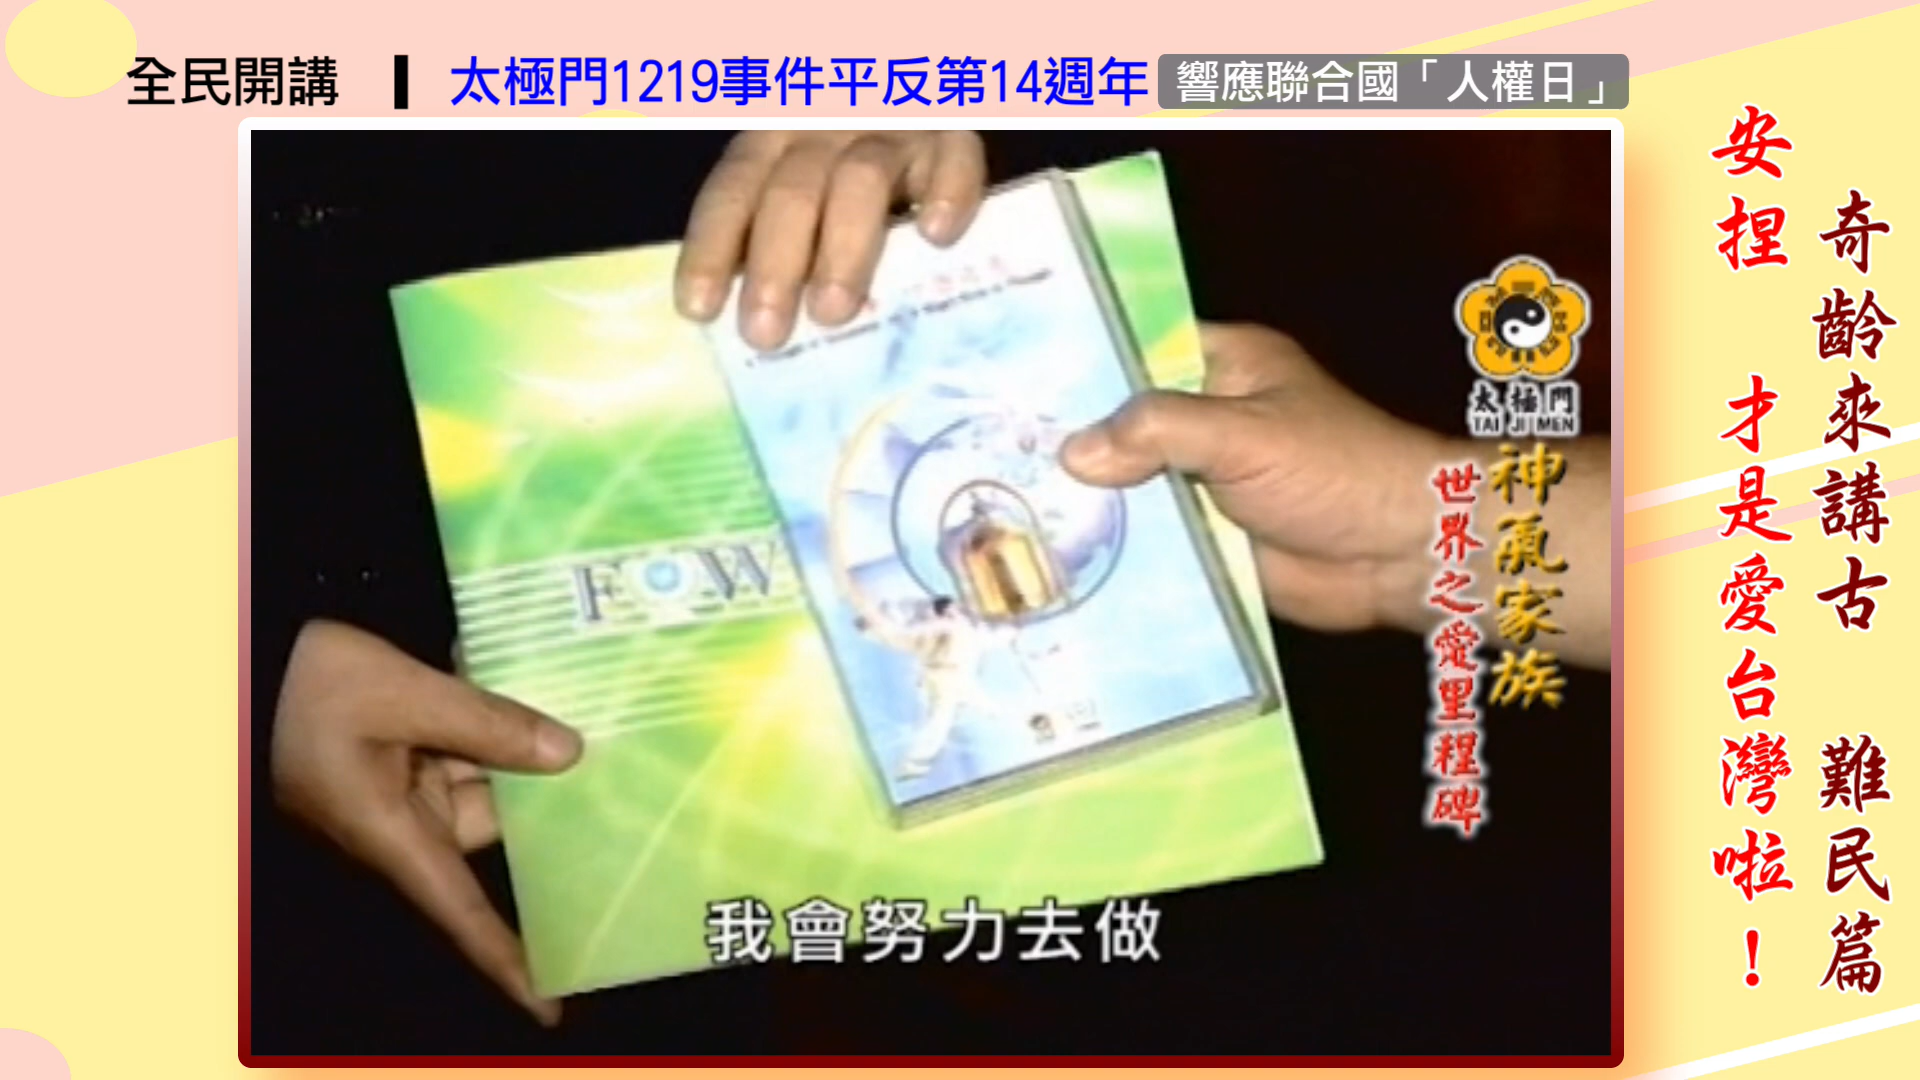 全民開講 ▎太極門1219事件平反第14週年 響應聯合國「人權日」
奇齡來講古 難民篇
安捏 才是愛台灣啦！
太極門
TAI JI MEN
神氣家族
世界之愛里程碑
FOW
我會努力去做